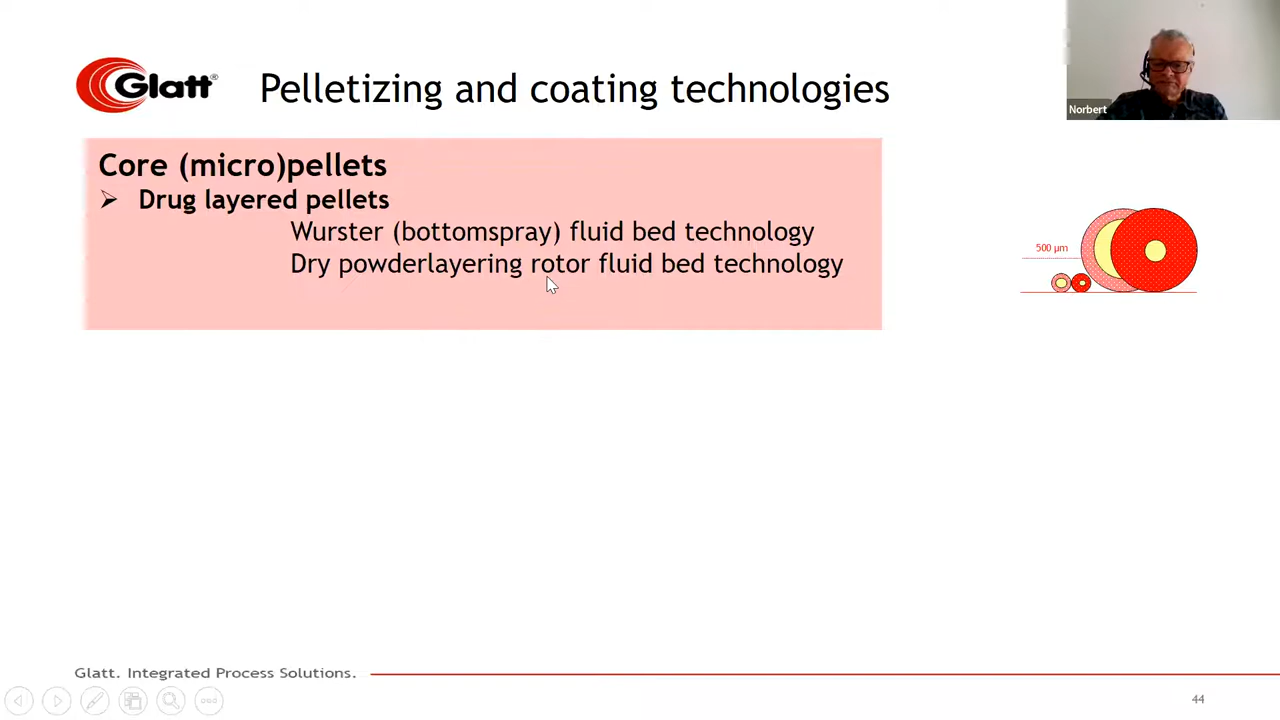 Glatt®
Pelletizing and coating technologies
Norbert
Core (micro)pellets
➢ Drug layered pellets
Wurster (bottomspray) fluid bed technology
Dry powderlayering rotor fluid bed technology
500 µm
Glatt. Integrated Process Solutions.
44